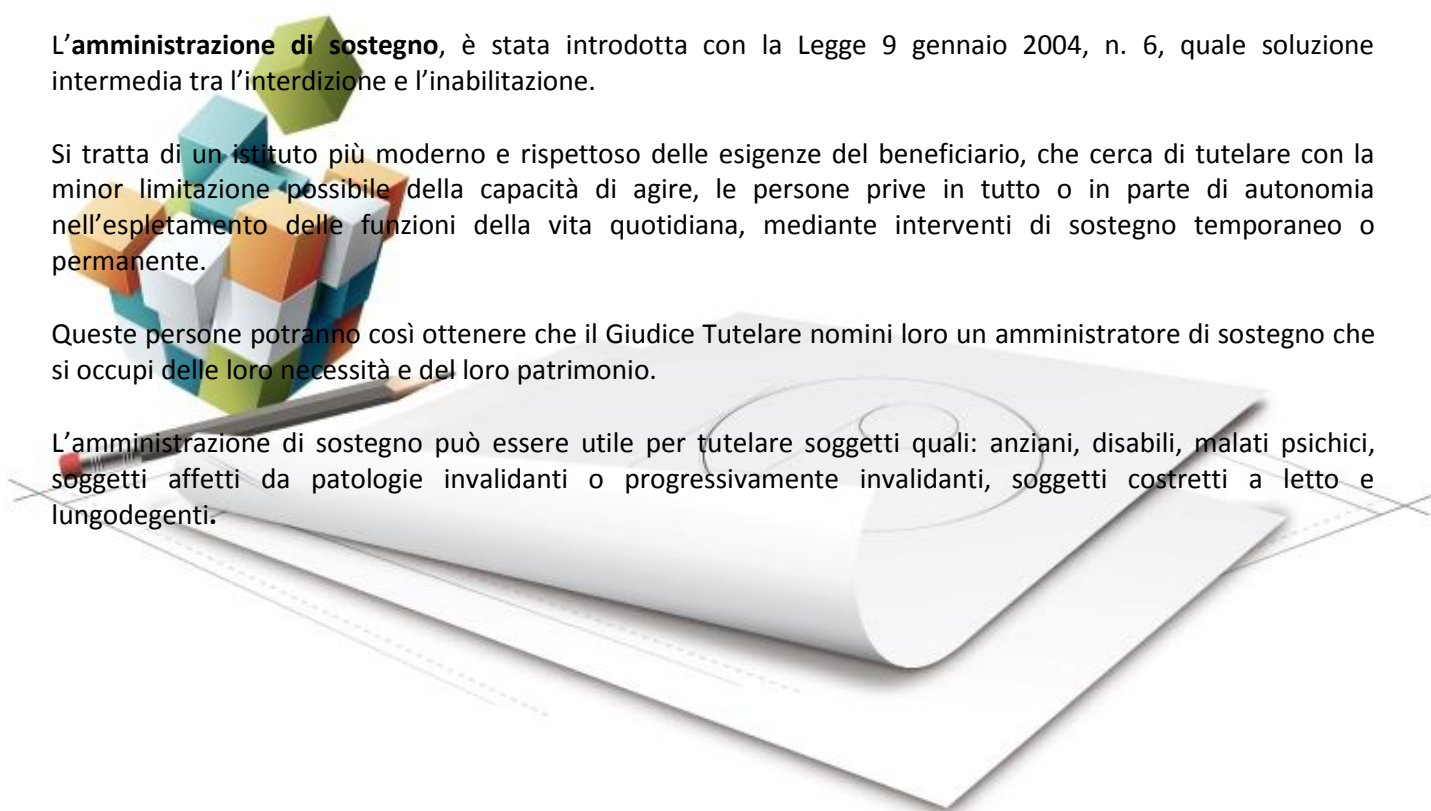 L’amministrazione di sostegno, è stata introdotta con la Legge 9 gennaio 2004, n. 6, quale soluzione
intermedia tra l’interdizione e l’inabilitazione.
Si tratta di un istituto più moderno e rispettoso delle esigenze del beneficiario, che cerca di tutelare con la
minor limitazione possibile della capacità di agire, le persone prive in tutto o in parte di autonomia
nell’espletamento delle funzioni della vita quotidiana, mediante interventi di sostegno temporaneo o
permanente.
Queste persone potranno così ottenere che il Giudice Tutelare nomini loro un amministratore di sostegno che
si occupi delle loro necessità e del loro patrimonio.
L’amministrazione di sostegno può essere utile per tutelare soggetti quali: anziani, disabili, malati psichici,
soggetti affetti da patologie invalidanti o progressivamente invalidanti, soggetti costretti a letto e
lungodegenti.